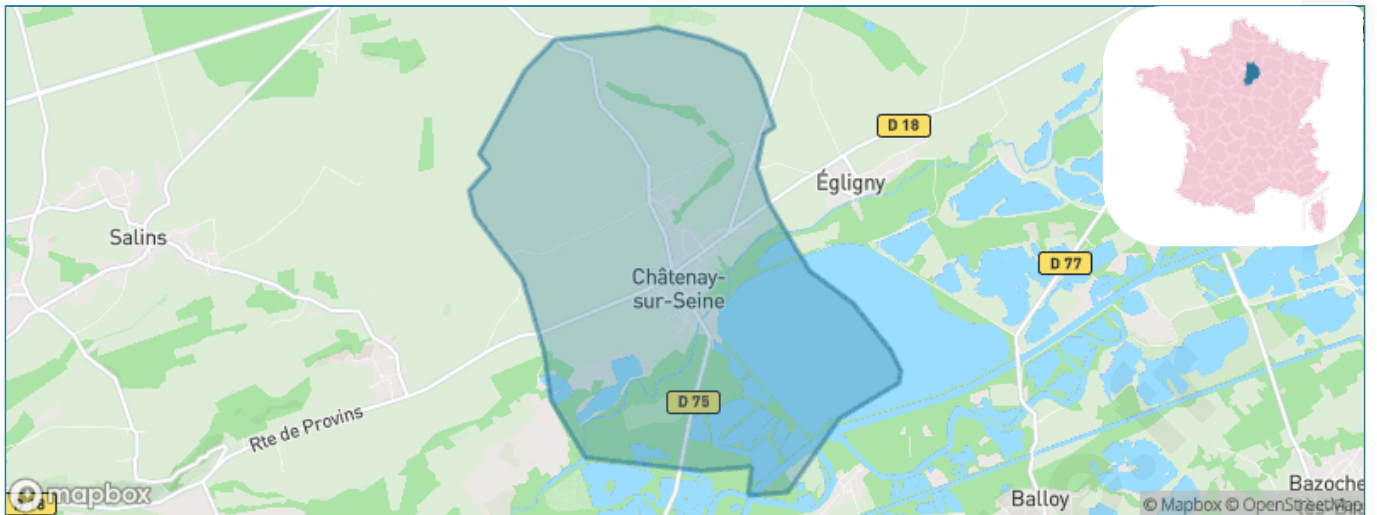 D 18
Égligny
Salins
D 77
Châtenay-
sur-Seine
D 75
Rte de Provins
Bazoche
mapbox
Balloy
© Mapbox © OpenStreetMap